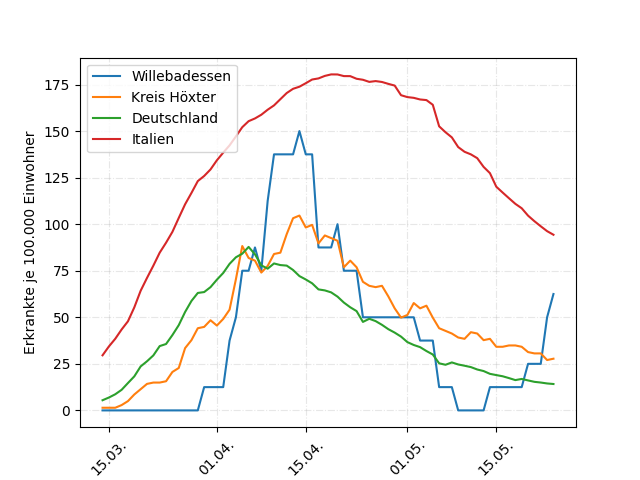 Willebadessen
Kreis Höxter
Deutschland
Italien
Erkrankte je 100.000 Einwohner
175
150
125
100
75
50
25
0
15.03.
01.04.
15.04.
01.05.
15.05.